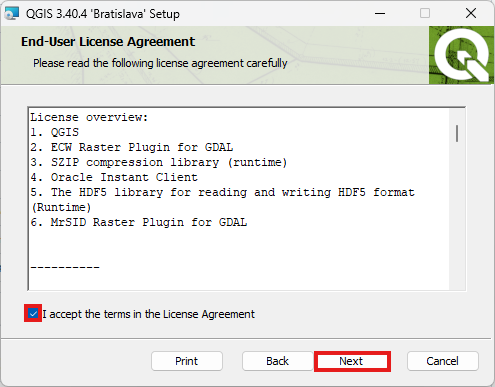 QGIS 3.40.4 'Bratislava' Setup
End-User License Agreement
Please read the following license agreement carefully
License overview:
1. QGIS
2. ECW Raster Plugin for GDAL
3. SZIP compression library (runtime)
4. Oracle Instant Client
5. The HDF5 library for reading and writing HDF5 format
(Runtime)
6. MrSID Raster Plugin for GDAL
----------
I accept the terms in the License Agreement
Print Back Next Cancel